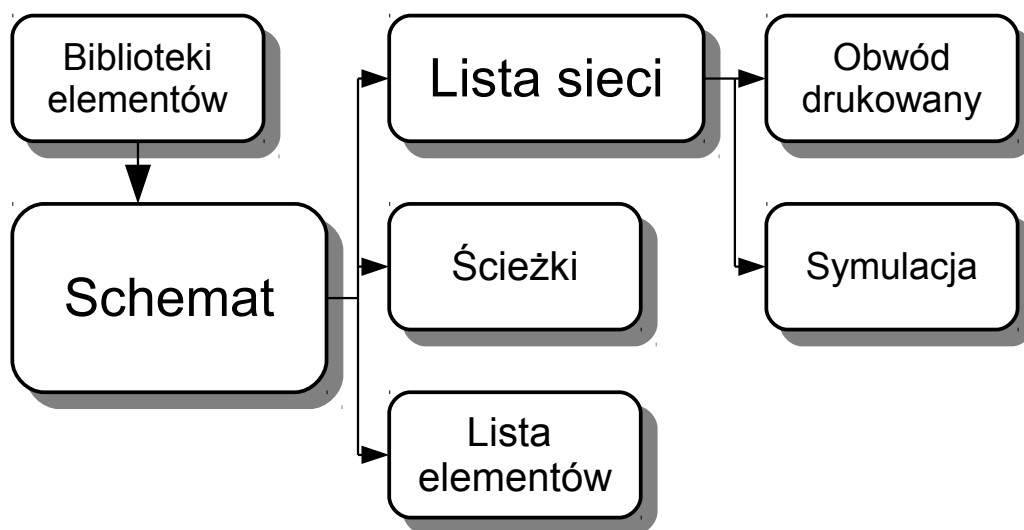 Biblioteki
elementów
Lista sieci
Obwód
drukowany
Schemat
Ścieżki
Symulacja
Lista
elementów